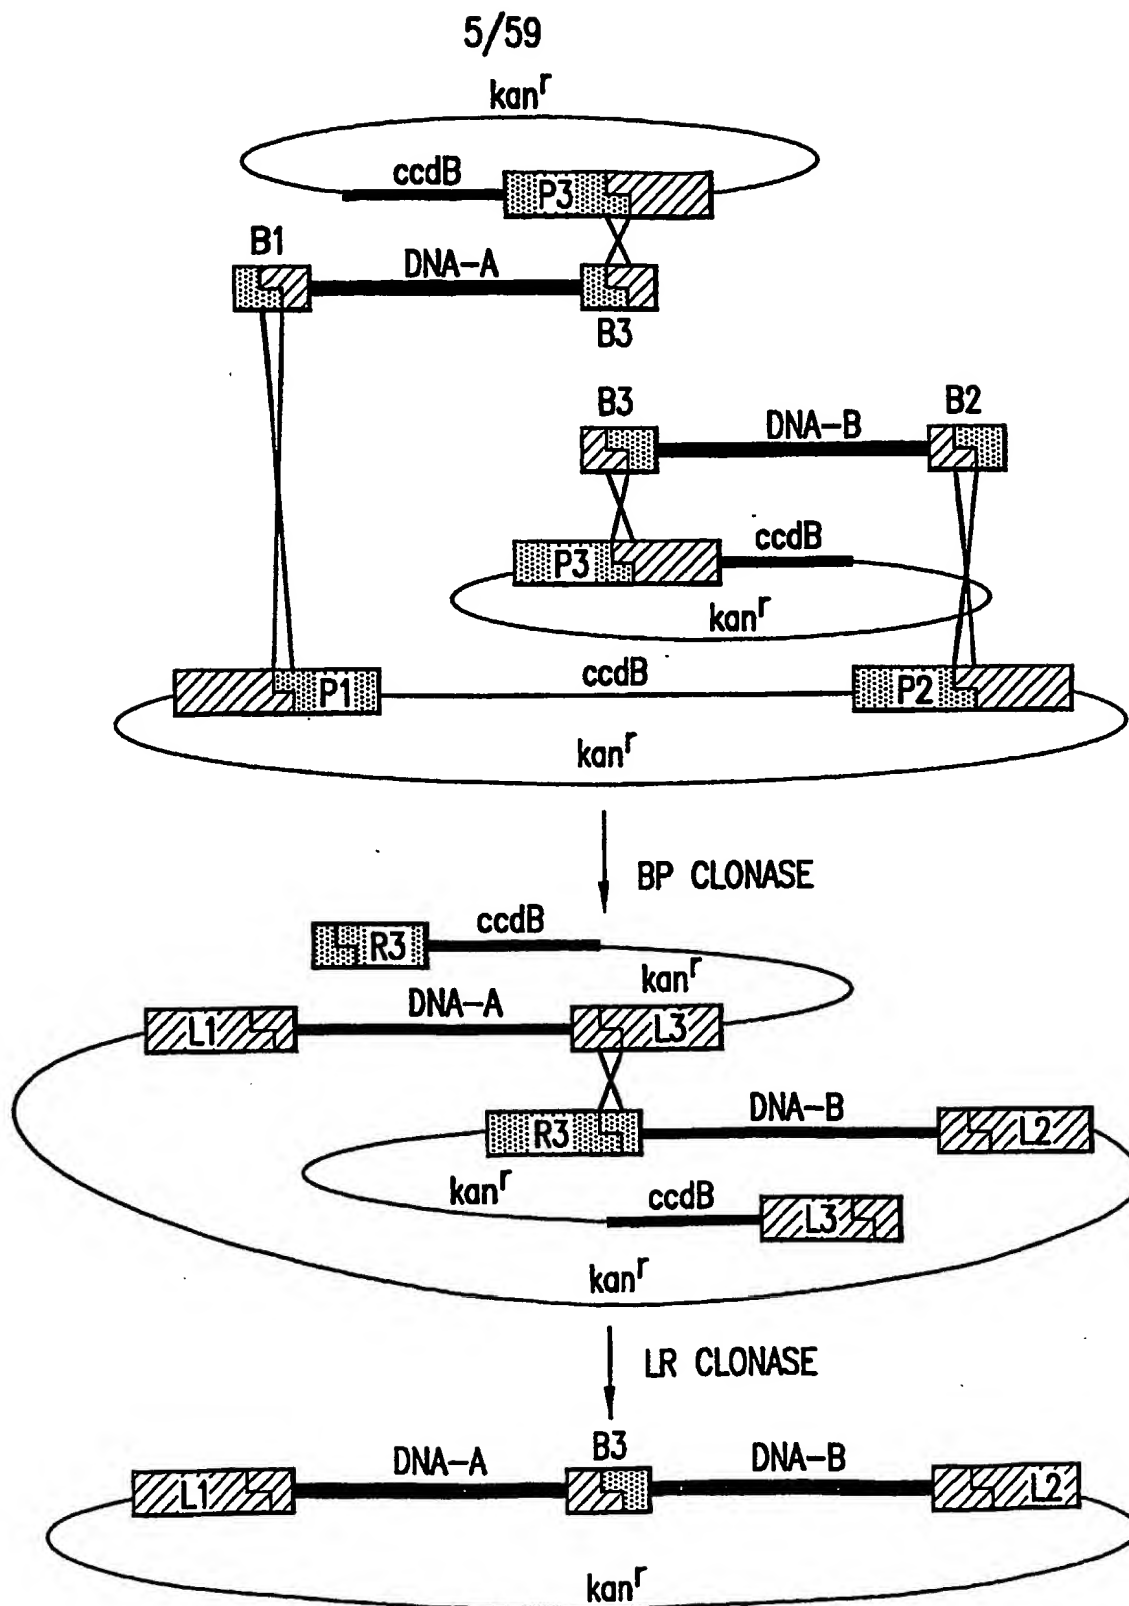 5/59
kanʳ
ccdB
P3
B1
DNA-A
B3
B3
DNA-B
B2
P3
ccdB
kanʳ
P1
ccdB
P2
kanʳ
BP CLONASE
R3
ccdB
kanʳ
L1
DNA-A
L3
R3
DNA-B
L2
kanʳ
ccdB
L3
kanʳ
LR CLONASE
L1
DNA-A
B3
DNA-B
L2
kanʳ